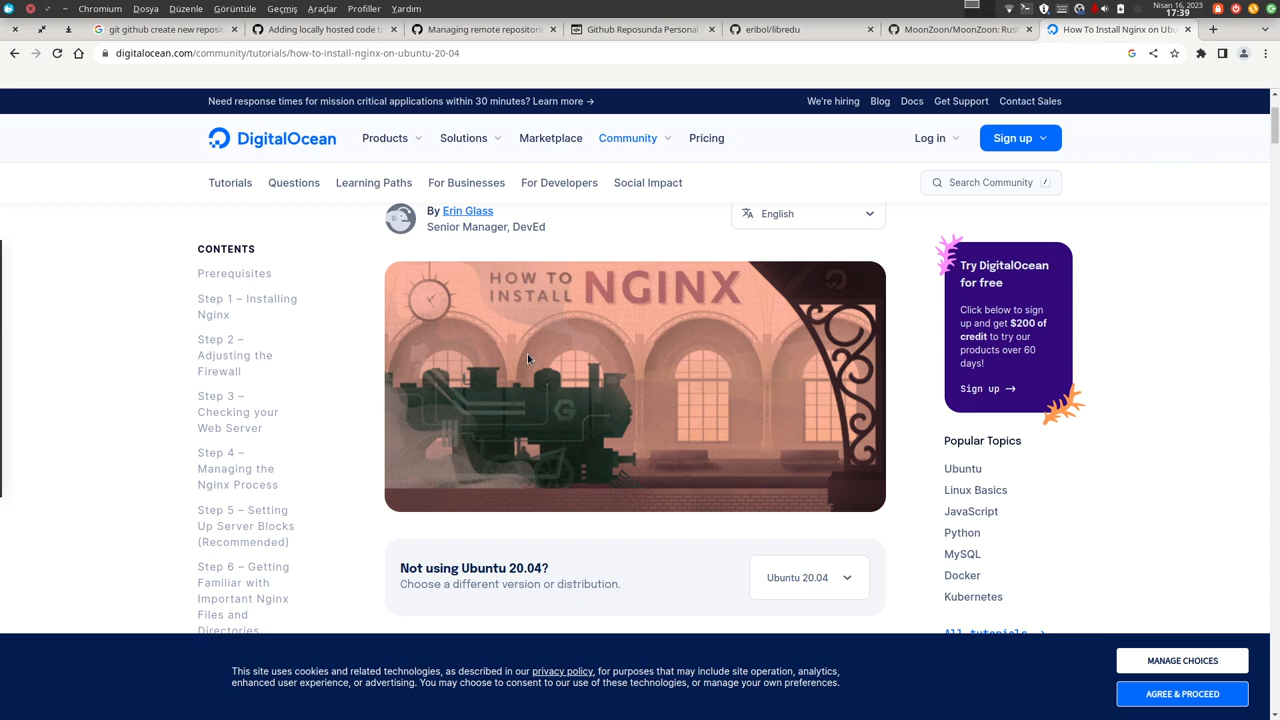 Chromium Dosya Düzenle Görüntüle Geçmiş Araçlar Profiller Yardım
Nisan 16, 2023
17:39
git github create new reposit
Adding locally hosted code to
Managing remote repositorie
Github Reposunda Personal
eribol/libredu
MoonZoon/MoonZoon: Rust
How To Install Nginx on Ubu
digitalocean.com/community/tutorials/how-to-install-nginx-on-ubuntu-20-04
Need response times for mission critical applications within 30 minutes? Learn more →
We're hiring Blog Docs Get Support Contact Sales
DigitalOcean Products Solutions Marketplace Community Pricing Log in Sign up
Tutorials Questions Learning Paths For Businesses For Developers Social Impact Search Community /
By Erin Glass
Senior Manager, DevEd
English
CONTENTS
Prerequisites
Step 1 – Installing
Nginx
Step 2 –
Adjusting the
Firewall
Step 3 –
Checking your
Web Server
Step 4 –
Managing the
Nginx Process
Step 5 – Setting
Up Server Blocks
(Recommended)
Step 6 – Getting
Familiar with
Important Nginx
Files and
Directories
HOW TO
INSTALL NGINX
Not using Ubuntu 20.04?
Choose a different version or distribution.
Ubuntu 20.04
Try DigitalOcean
for free
Click below to sign
up and get $200 of
credit to try our
products over 60
days!
Sign up →
Popular Topics
Ubuntu
Linux Basics
JavaScript
Python
MySQL
Docker
Kubernetes
All tutorials →
This site uses cookies and related technologies, as described in our privacy policy, for purposes that may include site operation, analytics,
enhanced user experience, or advertising. You may choose to consent to our use of these technologies, or manage your own preferences.
MANAGE CHOICES
AGREE & PROCEED